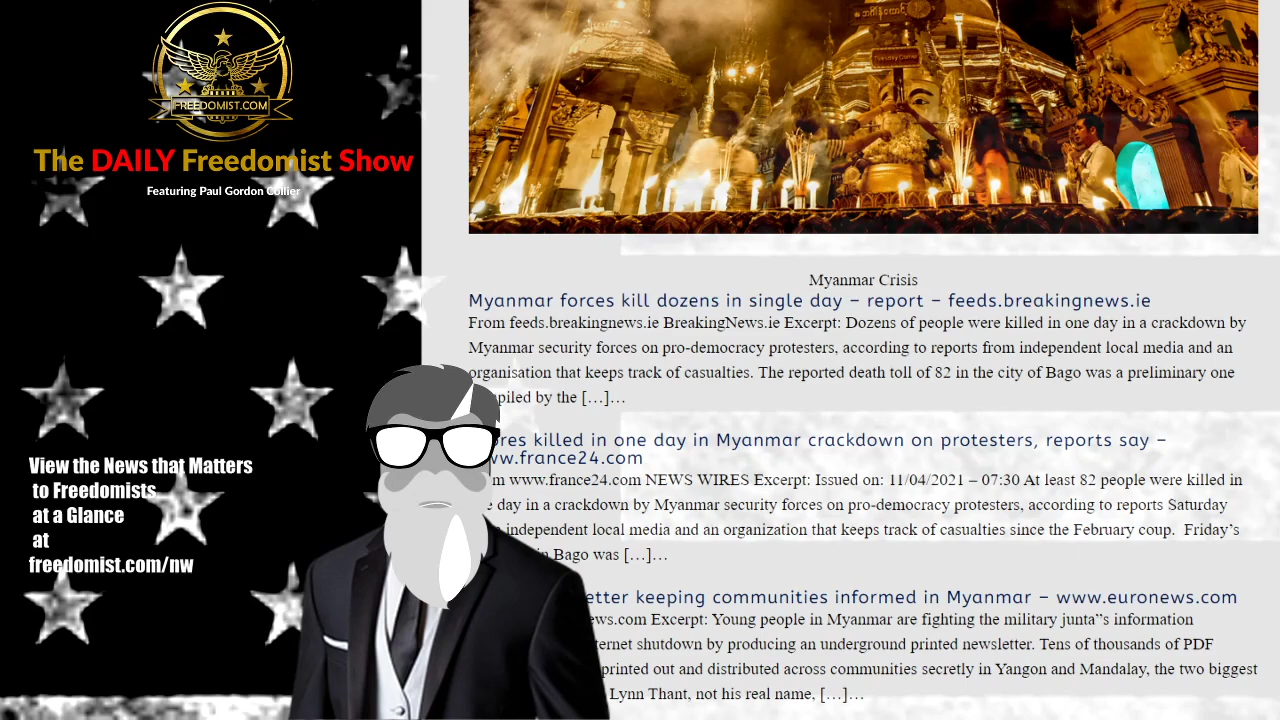 FREEDOMIST.COM
The DAILY Freedomist Show
Featuring Paul Gordon Collier
View the News that Matters
to Freedomists
at a Glance
at
freedomist.com/nw
Tuesday Corner
Myanmar Crisis
Myanmar forces kill dozens in single day – report – feeds.breakingnews.ie
From feeds.breakingnews.ie BreakingNews.ie Excerpt: Dozens of people were killed in one day in a crackdown by
Myanmar security forces on pro-democracy protesters, according to reports from independent local media and an
organisation that keeps track of casualties. The reported death toll of 82 in the city of Bago was a preliminary one
piled by the […]…
ores killed in one day in Myanmar crackdown on protesters, reports say –
ww.france24.com
m www.france24.com NEWS WIRES Excerpt: Issued on: 11/04/2021 – 07:30 At least 82 people were killed in
e day in a crackdown by Myanmar security forces on pro-democracy protesters, according to reports Saturday
independent local media and an organization that keeps track of casualties since the February coup. Friday's
in Bago was […]…
etter keeping communities informed in Myanmar – www.euronews.com
ews.com Excerpt: Young people in Myanmar are fighting the military junta"s information
ternet shutdown by producing an underground printed newsletter. Tens of thousands of PDF
printed out and distributed across communities secretly in Yangon and Mandalay, the two biggest
Lynn Thant, not his real name, […]…